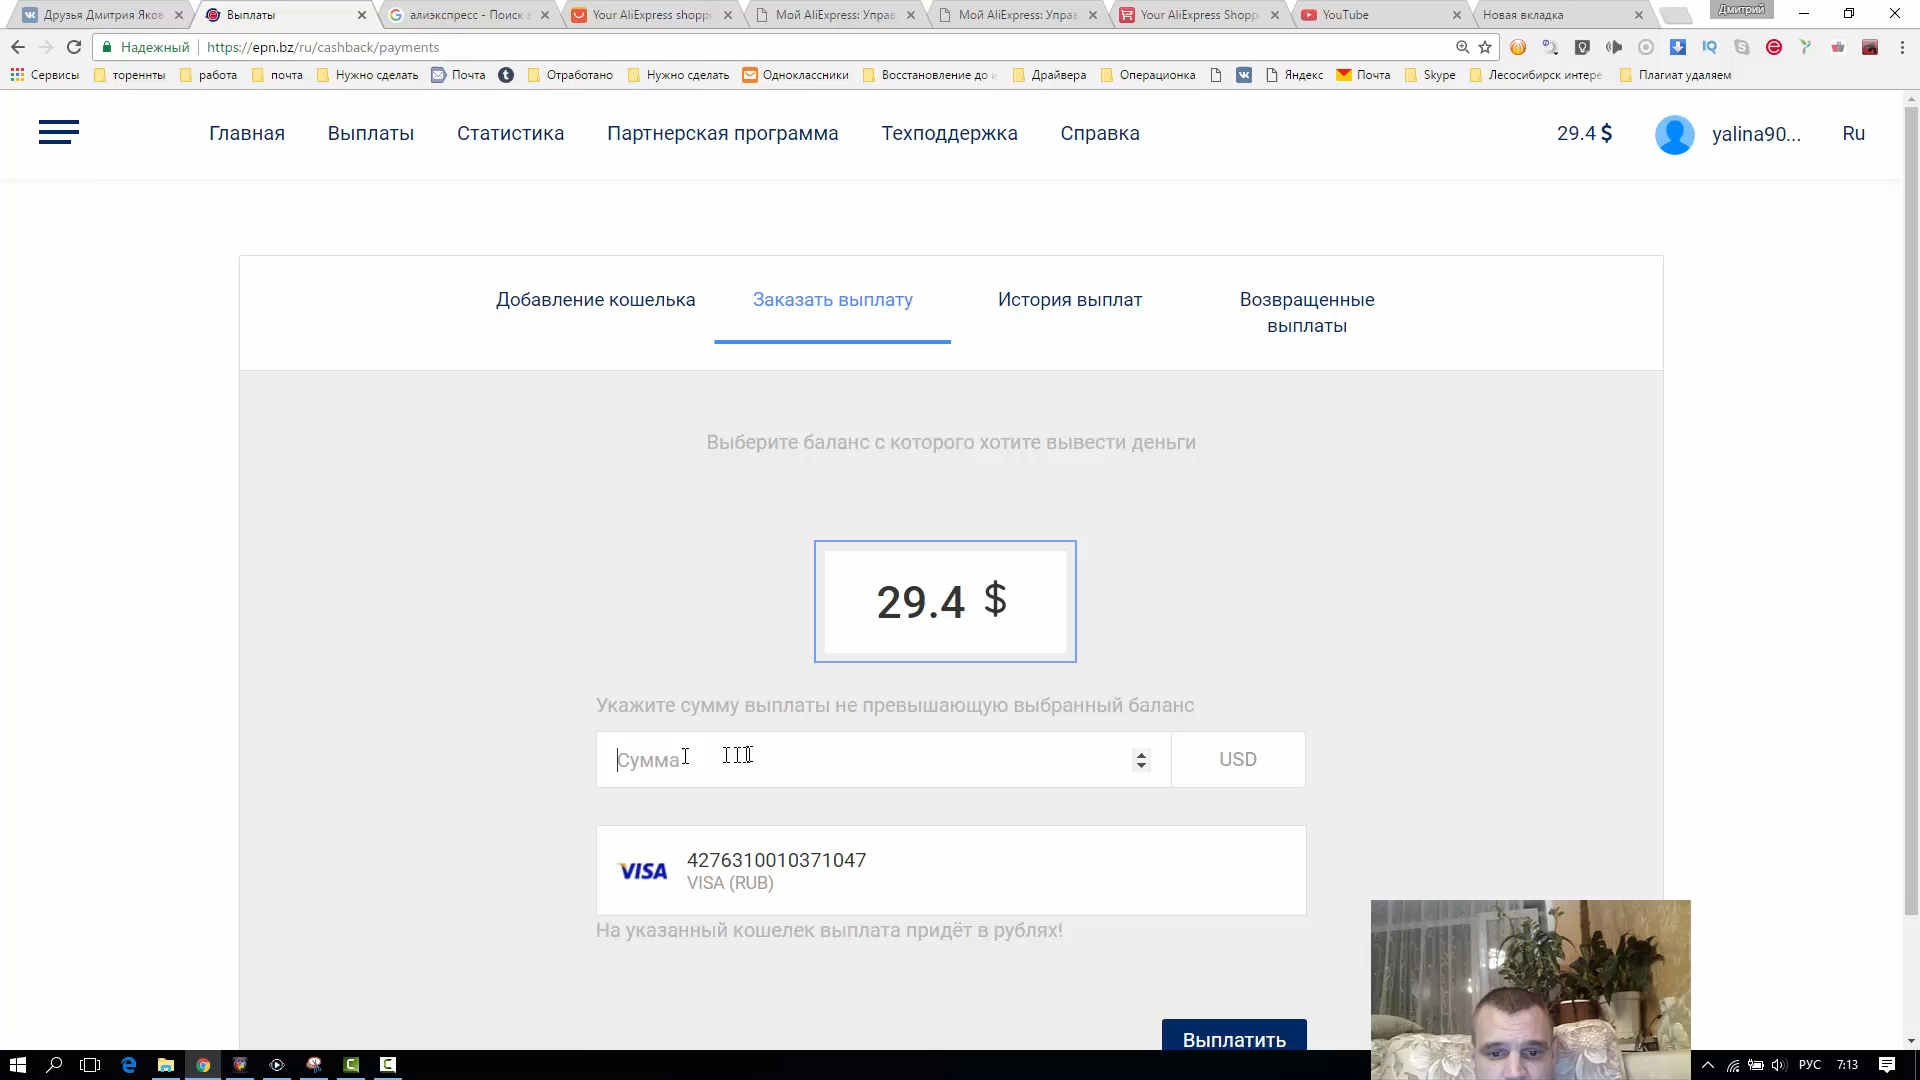 Друзья Дмитрия Яков
Выплаты
алиэкспресс - Поиск
Your AliExpress shoppi
Мой AliExpress: Управ
Мой AliExpress: Управ
Your AliExpress Shopp
YouTube
Новая вкладка
Дмитрий
Надежный
https://epn.bz/ru/cashback/payments
Сервисы
торенты
работа
почта
Нужно сделать
Почта
Отработано
Нужно сделать
Одноклассники
Восстановление до
Драйвера
Операционка
Яндекс
Почта
Skype
Лесосибирск интере
Плагиат удаляем
Главная
Выплаты
Статистика
Партнерская программа
Техподдержка
Справка
29.4 $
yalina90...
Ru
Добавление кошелька
Заказать выплату
История выплат
Возвращенные
выплаты
Выберите баланс с которого хотите вывести деньги
29.4 $
Укажите сумму выплаты не превышающую выбранный баланс
Сумма
USD
VISA
4276310010371047
VISA (RUB)
На указанный кошелек выплата придёт в рублях!
Выплатить
РУС
7:13